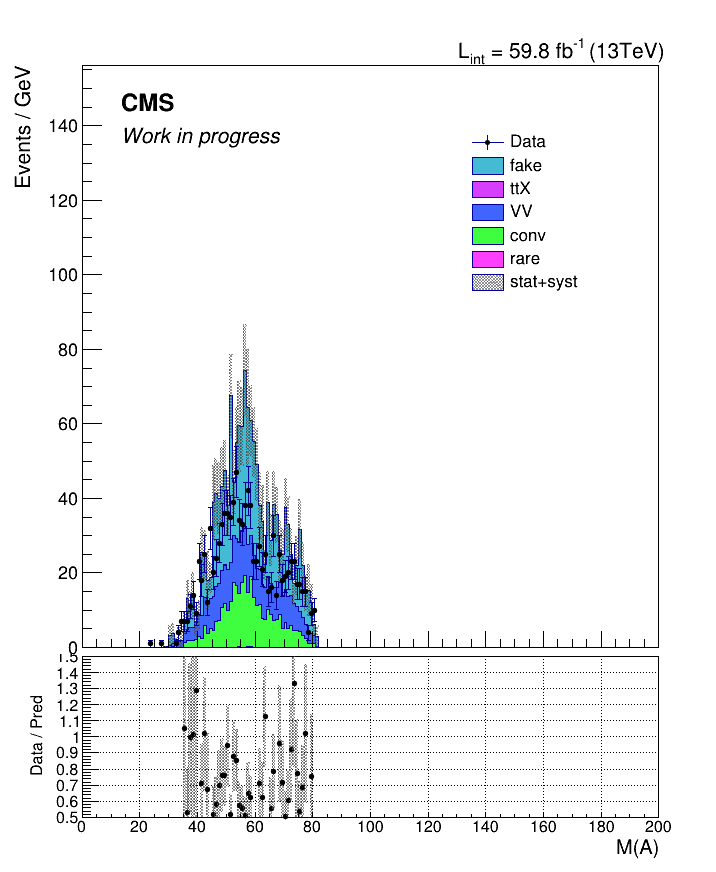 L_int = 59.8 fb^-1 (13TeV)
Events / GeV
CMS
Work in progress
140
120
100
80
60
40
20
0
Data
fake
ttX
VV
conv
rare
stat+syst
Data / Pred
1.5
1.4
1.3
1.2
1.1
1
0.9
0.8
0.7
0.6
0.5
0 20 40 60 80 100 120 140 160 180 200
M(A)